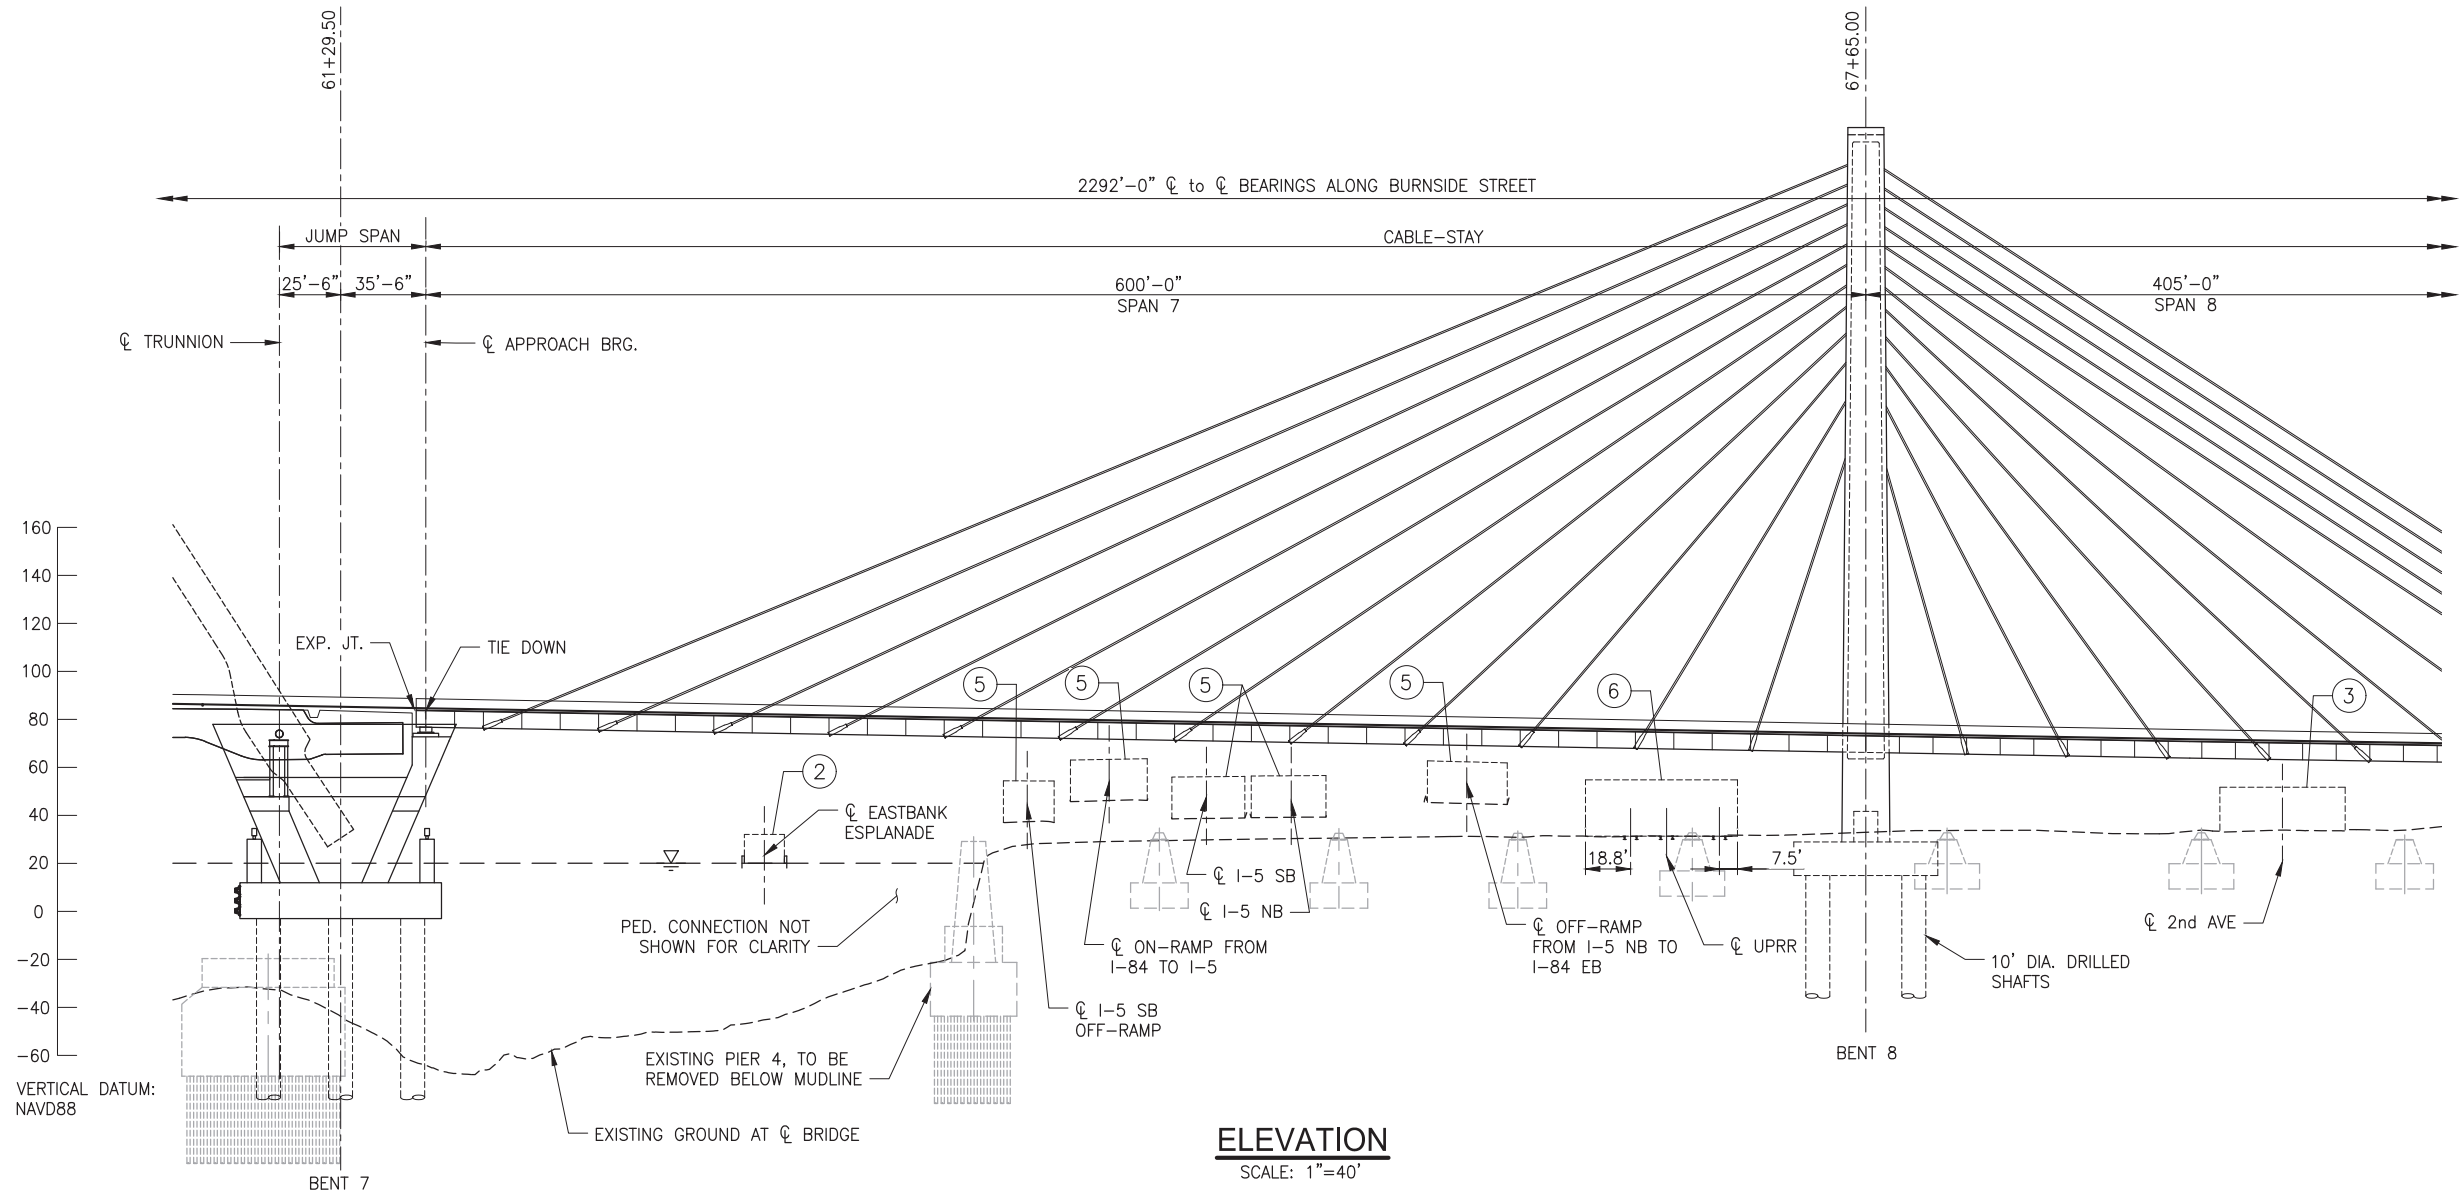 61+29.50
67+65.00
2292'-0" ℄ to ℄ BEARINGS ALONG BURNSIDE STREET
JUMP SPAN
CABLE-STAY
25'-6"
35'-6"
600'-0"
SPAN 7
405'-0"
SPAN 8
℄ TRUNNION
℄ APPROACH BRG.
160
140
120
100
80
60
40
20
0
-20
-40
-60
VERTICAL DATUM:
NAVD88
EXP. JT.
TIE DOWN
5
5
5
5
6
3
2
℄ EASTBANK
ESPLANADE
18.8'
7.5'
℄ I-5 SB
℄ I-5 NB
PED. CONNECTION NOT
SHOWN FOR CLARITY
℄ ON-RAMP FROM
I-84 TO I-5
℄ OFF-RAMP
FROM I-5 NB TO
I-84 EB
℄ UPRR
℄ 2nd AVE
10' DIA. DRILLED
SHAFTS
℄ I-5 SB
OFF-RAMP
EXISTING PIER 4, TO BE
REMOVED BELOW MUDLINE
BENT 8
EXISTING GROUND AT ℄ BRIDGE
ELEVATION
SCALE: 1"=40'
BENT 7